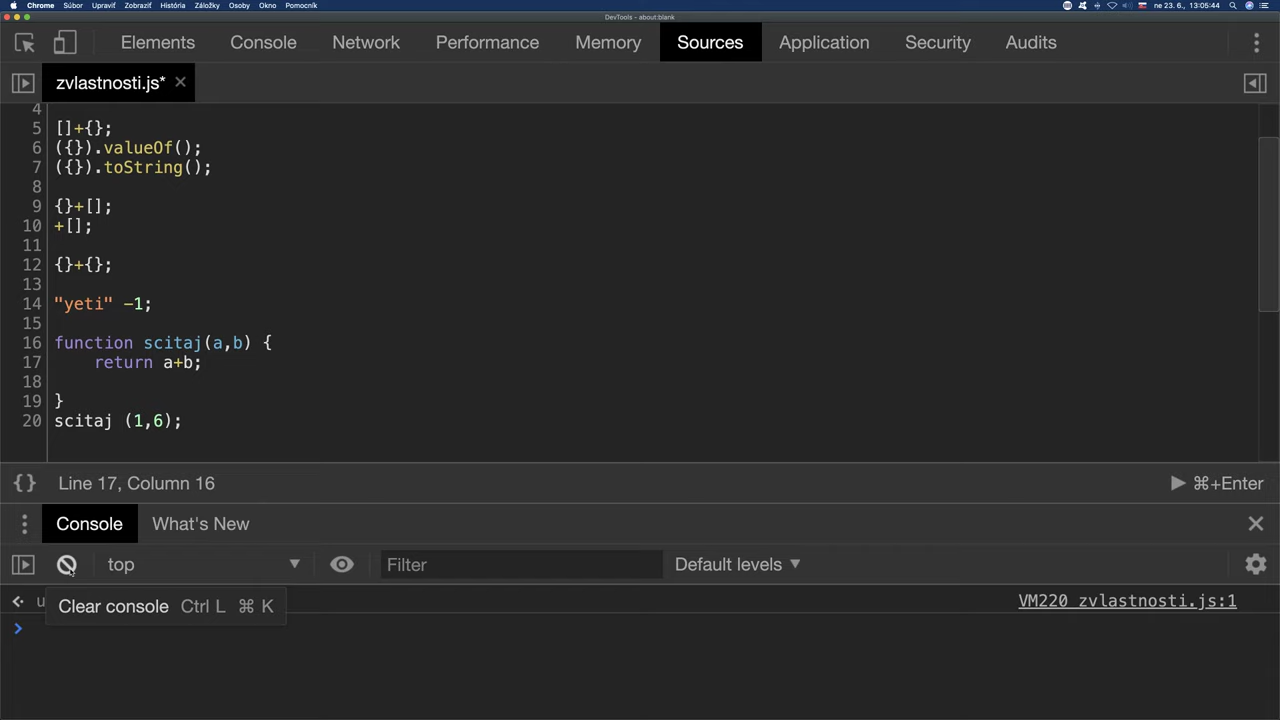 Chrome Súbor Upraviť Zobraziť História Záložky Osoby Okno Pomocník ne 23. 6., 13:05:44
DevTools - about:blank
Elements Console Network Performance Memory Sources Application Security Audits
zvlastnosti.js* ×
4
5 []+{};
6 ({}).valueOf();
7 ({}).toString();
8
9 {}+[];
10 +[];
11
12 {}+{};
13
14 "yeti" -1;
15
16 function scitaj(a,b) {
17 return a+b;
18
19 }
20 scitaj (1,6);
{} Line 17, Column 16 ⌘+Enter
Console What's New
top Filter Default levels
u VM220 zvlastnosti.js:1
Clear console Ctrl L ⌘ K
>